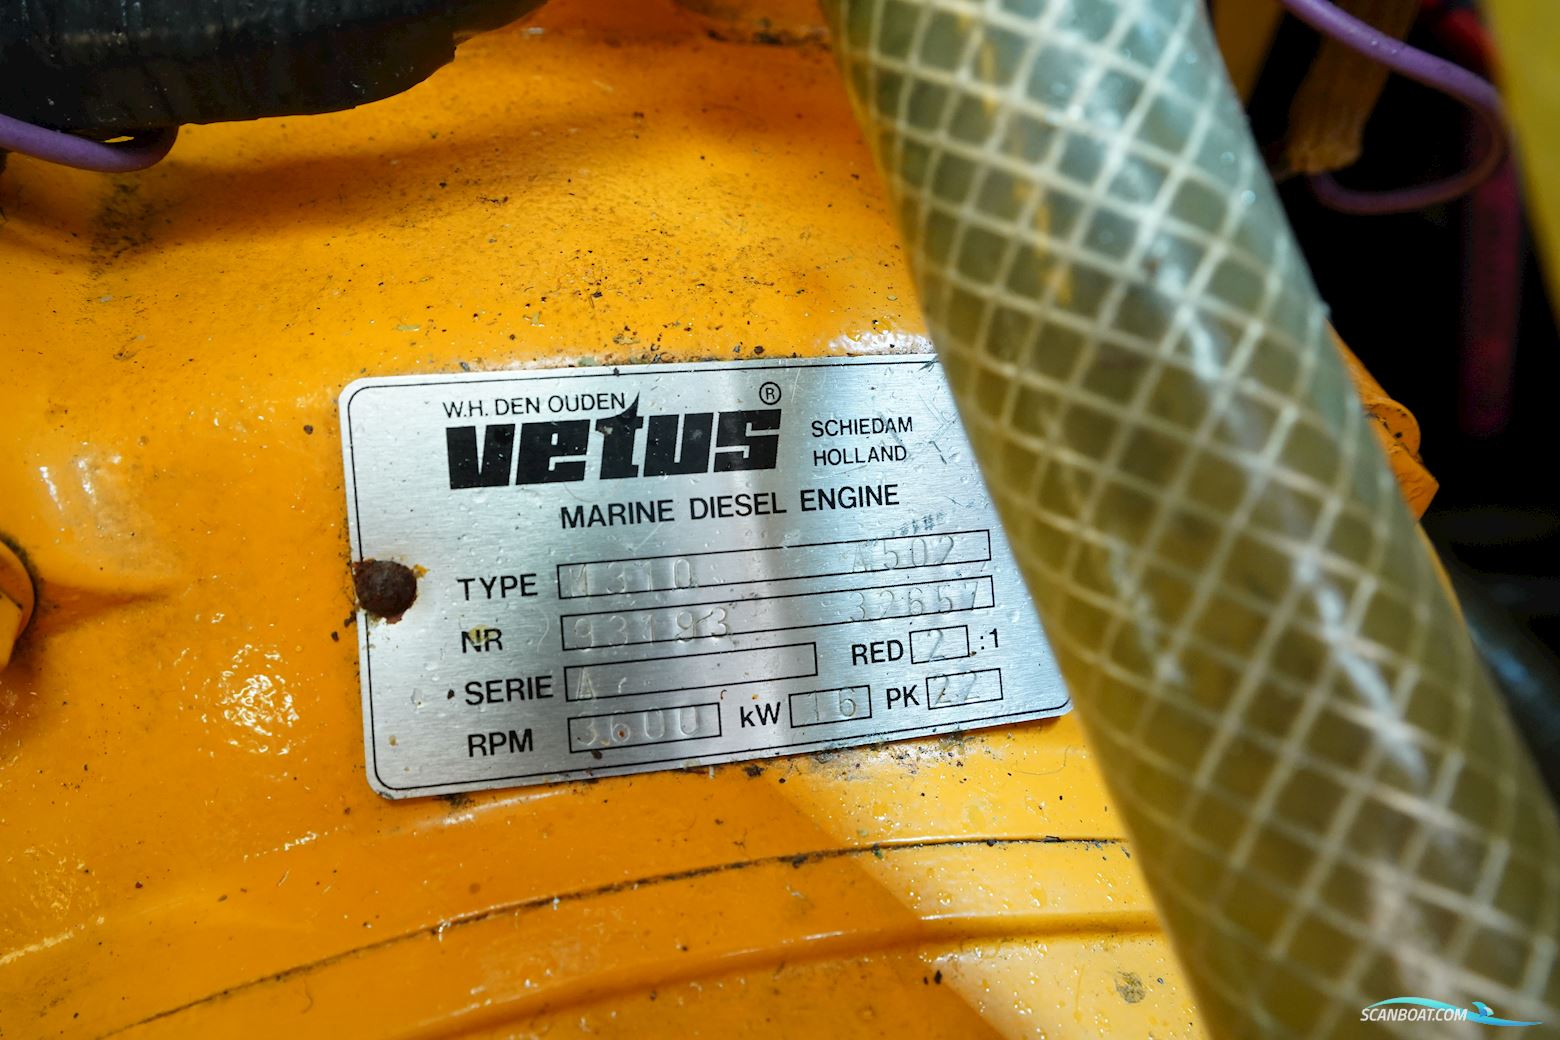 W.H. DEN OUDEN
vetus ®
SCHIEDAM
HOLLAND
MARINE DIESEL ENGINE
TYPE M310 A502
NR 93193 32657
SERIE A RED 2 .:1
RPM 3600 kW 16 PK 22
SCANBOAT.COM